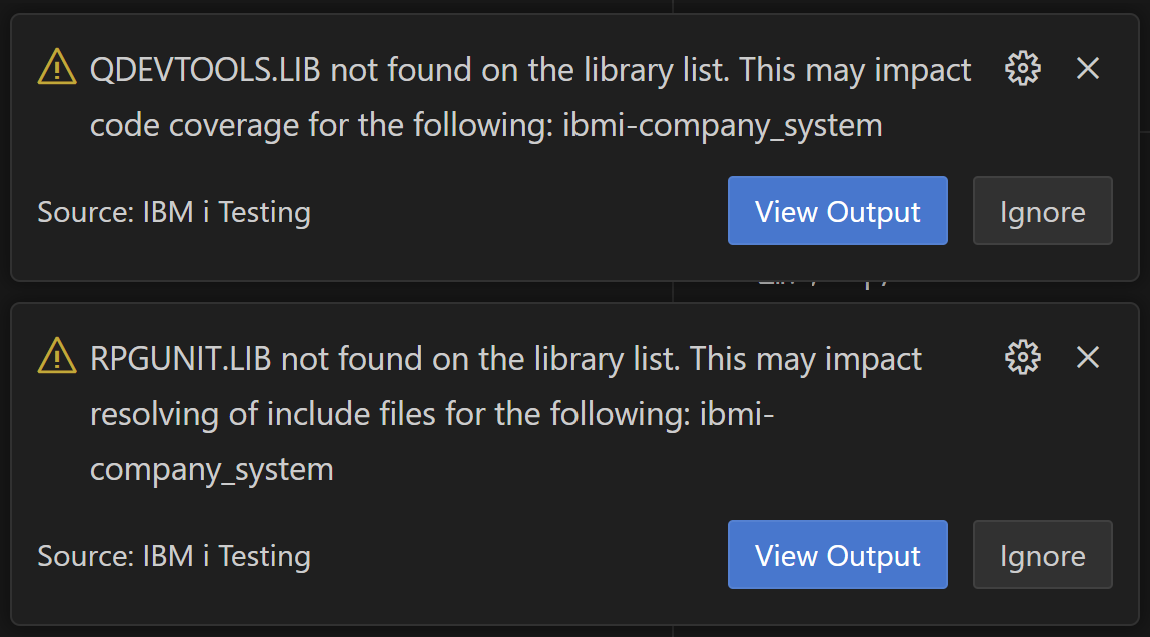 QDEVTOOLS.LIB not found on the library list. This may impact
code coverage for the following: ibmi-company_system
Source: IBM i Testing
View Output
Ignore
RPGUNIT.LIB not found on the library list. This may impact
resolving of include files for the following: ibmi-
company_system
Source: IBM i Testing
View Output
Ignore